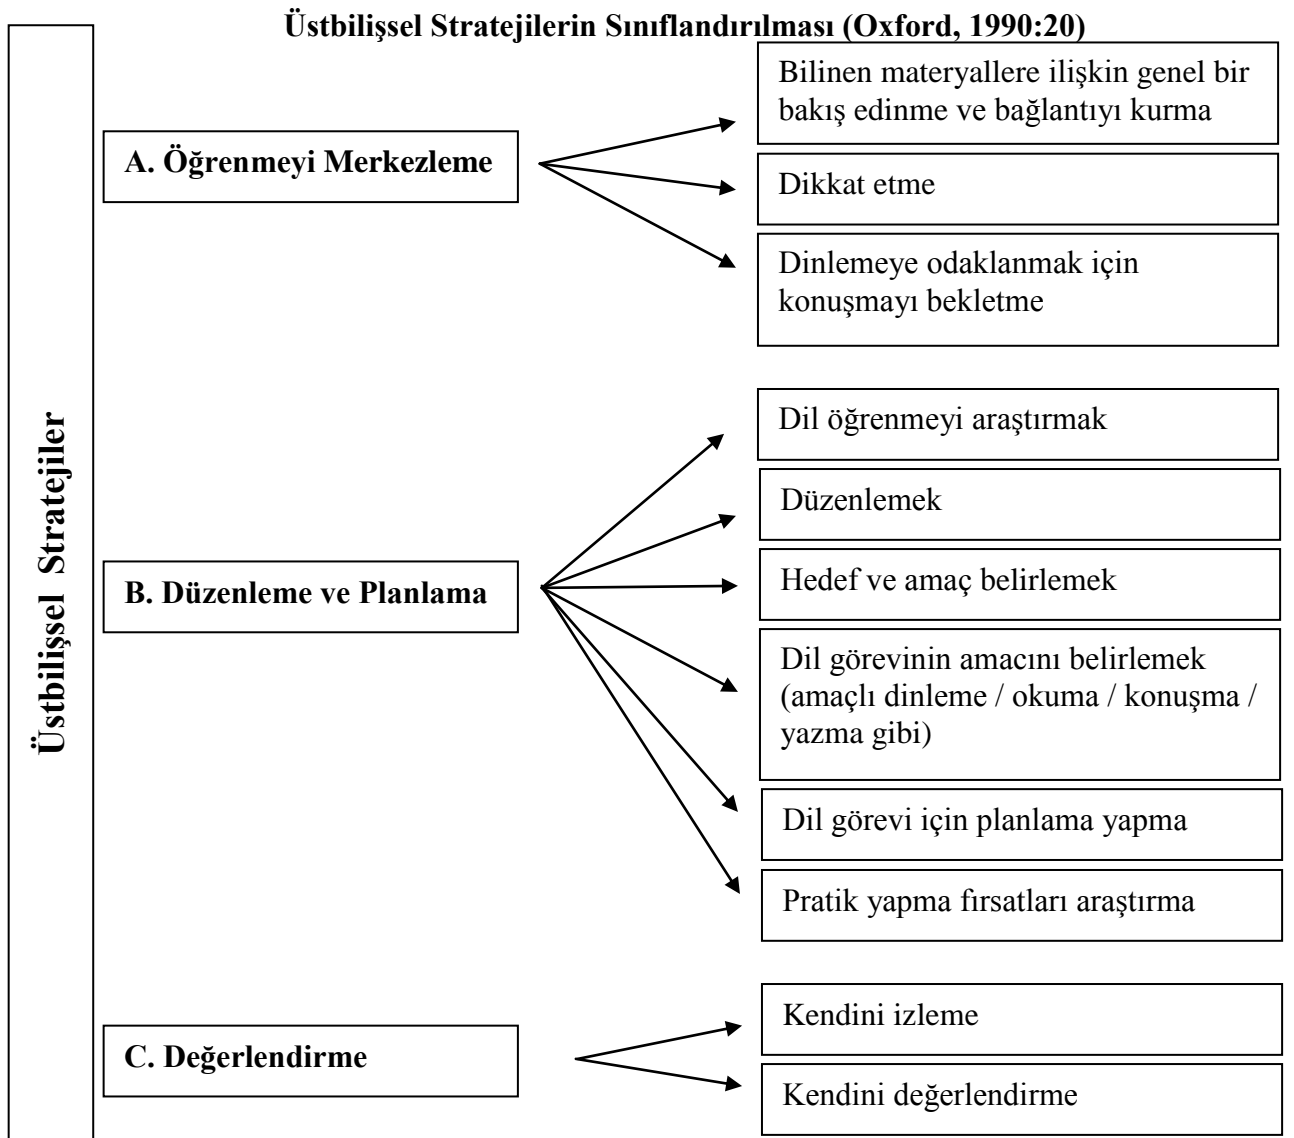 Üstbilişsel Stratejilerin Sınıflandırılması (Oxford, 1990:20)
Üstbilişsel Stratejiler
A. Öğrenmeyi Merkezleme
Bilinen materyallere ilişkin genel bir
bakış edinme ve bağlantıyı kurma
Dikkat etme
Dinlemeye odaklanmak için
konuşmayı bekletme
B. Düzenleme ve Planlama
Dil öğrenmeyi araştırmak
Düzenlemek
Hedef ve amaç belirlemek
Dil görevinin amacını belirlemek
(amaçlı dinleme / okuma / konuşma /
yazma gibi)
Dil görevi için planlama yapma
Pratik yapma fırsatları araştırma
C. Değerlendirme
Kendini izleme
Kendini değerlendirme